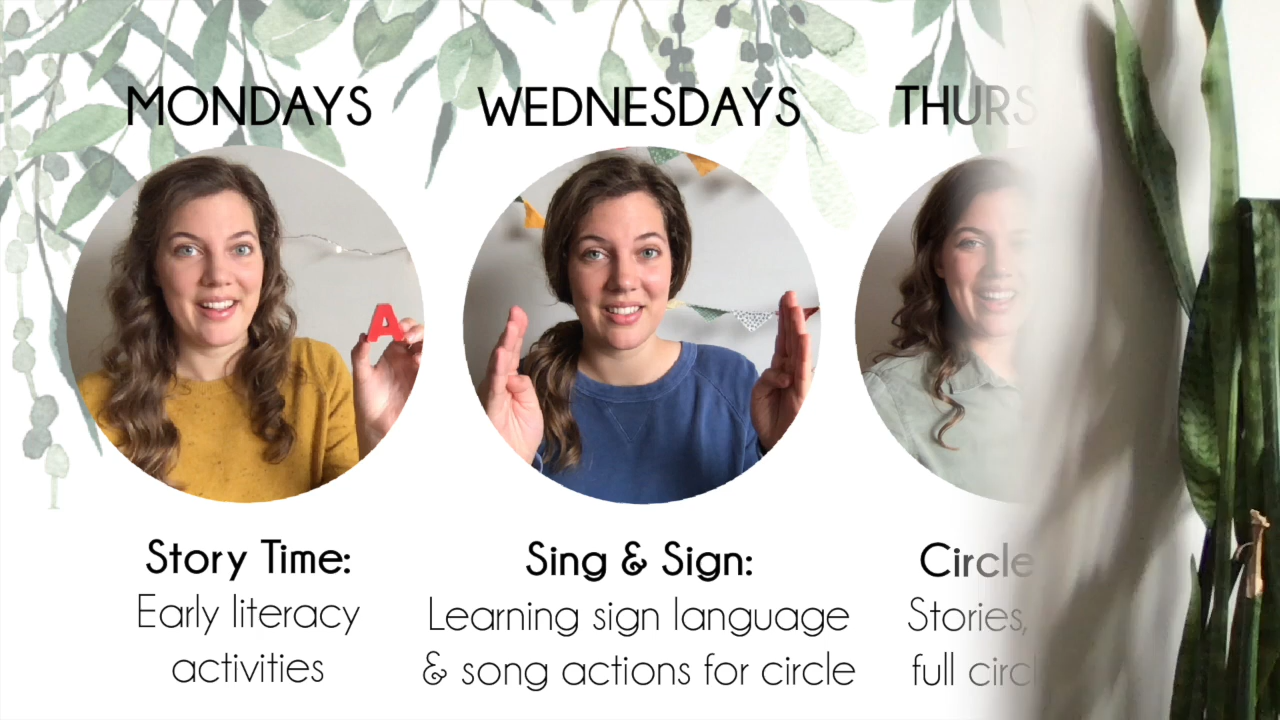 MONDAYS
WEDNESDAYS
THURS
A
Story Time:
Early literacy
activities
Sing & Sign:
Learning sign language
& song actions for circle
Circle
Stories,
full circ